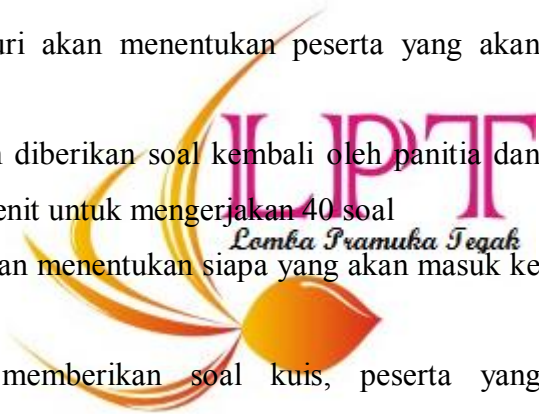 uri akan menentukan peserta yang akan
LPT
diberikan soal kembali oleh panitia dan
enit untuk mengerjakan 40 soal
Lomba Pramuka Tegak
an menentukan siapa yang akan masuk ke
memberikan soal kuis, peserta yang